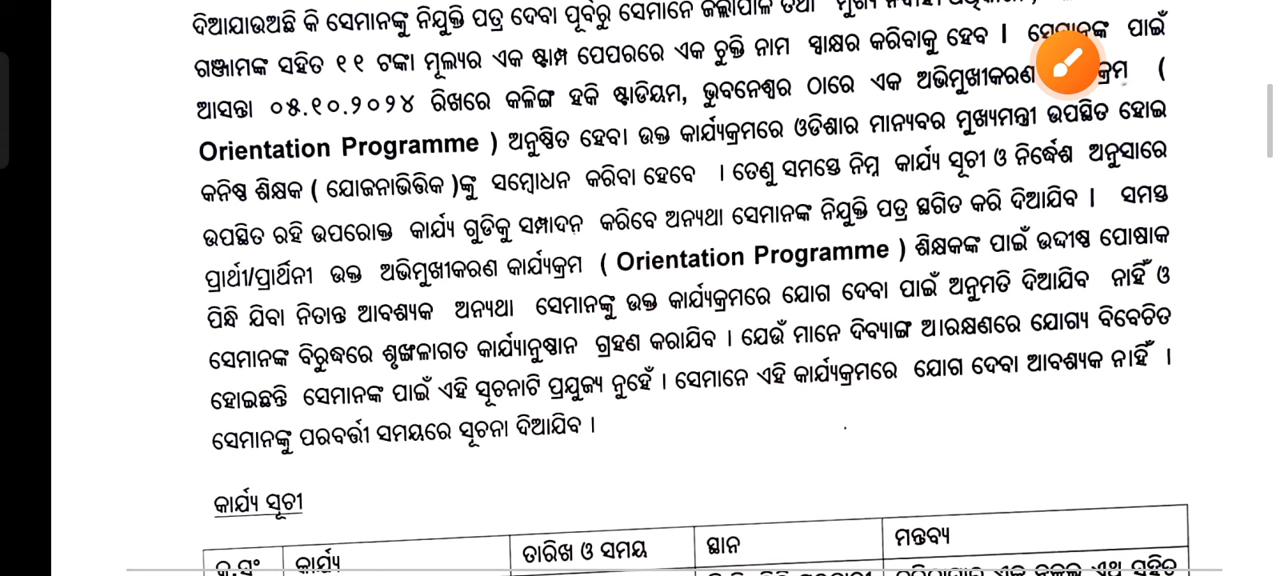 ଦିଆଯାଉଅଛି କି ସେମାନଙ୍କୁ ନିଯୁକ୍ତି ପତ୍ର ଦେବା ପୂର୍ବରୁ ସେମାନେ ଜିଲ୍ଲାପାଳ ତଥା ମୁଖ୍ୟ
ଗଞ୍ଜାମଙ୍କ ସହିତ ୧୧ ଟଙ୍କା ମୂଲ୍ୟର ଏକ ଷ୍ଟାମ୍ପ ପେପରରେ ଏକ ଚୁକ୍ତି ନାମ ସ୍ବାକ୍ଷର କରିବାକୁ ହେବ । ପାଇଁ
ଆସନ୍ତା ୦୫.୧୦.୨୦୨୪ ରିଖରେ କଳିଙ୍ଗ ହକି ଷ୍ଟାଡିୟମ, ଭୁବନେଶ୍ୱର ଠାରେ ଏକ ଅଭିମୁଖୀକରଣ (
Orientation Programme ) ଅନୁଷ୍ଠିତ ହେବ। ଉକ୍ତ କାର୍ଯ୍ୟକ୍ରମରେ ଓଡିଶାର ମାନ୍ୟବର ମୁଖ୍ୟମନ୍ତ୍ରୀ ଉପସ୍ଥିତ ହୋଇ
କନିଷ୍ଠ ଶିକ୍ଷକ ( ଯୋଜନାଭିତ୍ତିକ )ଙ୍କୁ ସମ୍ବୋଧନ କରିବା ହେବେ । ତେଣୁ ସମସ୍ତେ ନିମ୍ନ କାର୍ଯ୍ୟ ସୂଚୀ ଓ ନିର୍ଦ୍ଧେଶ ଅନୁସାରେ
ଉପସ୍ଥିତ ରହି ଉପରୋକ୍ତ କାର୍ଯ୍ୟ ଗୁଡିକୁ ସମ୍ପାଦନ କରିବେ ଅନ୍ୟଥା ସେମାନଙ୍କ ନିଯୁକ୍ତି ପତ୍ର ସ୍ଥଗିତ କରି ଦିଆଯିବ । ସମସ୍ତ
ପ୍ରାର୍ଥୀ/ପ୍ରାର୍ଥିନୀ ଉକ୍ତ ଅଭିମୁଖୀକରଣ କାର୍ଯ୍ୟକ୍ରମ ( Orientation Programme ) ଶିକ୍ଷକଙ୍କ ପାଇଁ ଉଦ୍ଦୀଷ୍ଟ ପୋଷାକ
ପିନ୍ଧି ଯିବା ନିତାନ୍ତ ଆବଶ୍ୟକ ଅନ୍ୟଥା ସେମାନଙ୍କୁ ଉକ୍ତ କାର୍ଯ୍ୟକ୍ରମରେ ଯୋଗ ଦେବା ପାଇଁ ଅନୁମତି ଦିଆଯିବ ନାହିଁ ଓ
ସେମାନଙ୍କ ବିରୁଦ୍ଧରେ ଶୃଙ୍ଖଳାଗତ କାର୍ଯ୍ୟାନୁଷ୍ଠାନ ଗ୍ରହଣ କରାଯିବ । ଯେଉଁ ମାନେ ଦିବ୍ୟାଙ୍ଗ ଆରକ୍ଷଣରେ ଯୋଗ୍ୟ ବିବେଚିତ
ହୋଇଛନ୍ତି ସେମାନଙ୍କ ପାଇଁ ଏହି ସୂଚନାଟି ପ୍ରଯୁଜ୍ୟ ନୁହେଁ । ସେମାନେ ଏହି କାର୍ଯ୍ୟକ୍ରମରେ ଯୋଗ ଦେବା ଆବଶ୍ୟକ ନାହିଁ ।
ସେମାନଙ୍କୁ ପରବର୍ତ୍ତୀ ସମୟରେ ସୂଚନା ଦିଆଯିବ ।
କାର୍ଯ୍ୟ ସୂଚୀ
କ୍ର.ସଂ କାର୍ଯ୍ୟ ତାରିଖ ଓ ସମୟ ସ୍ଥାନ ମନ୍ତବ୍ୟ